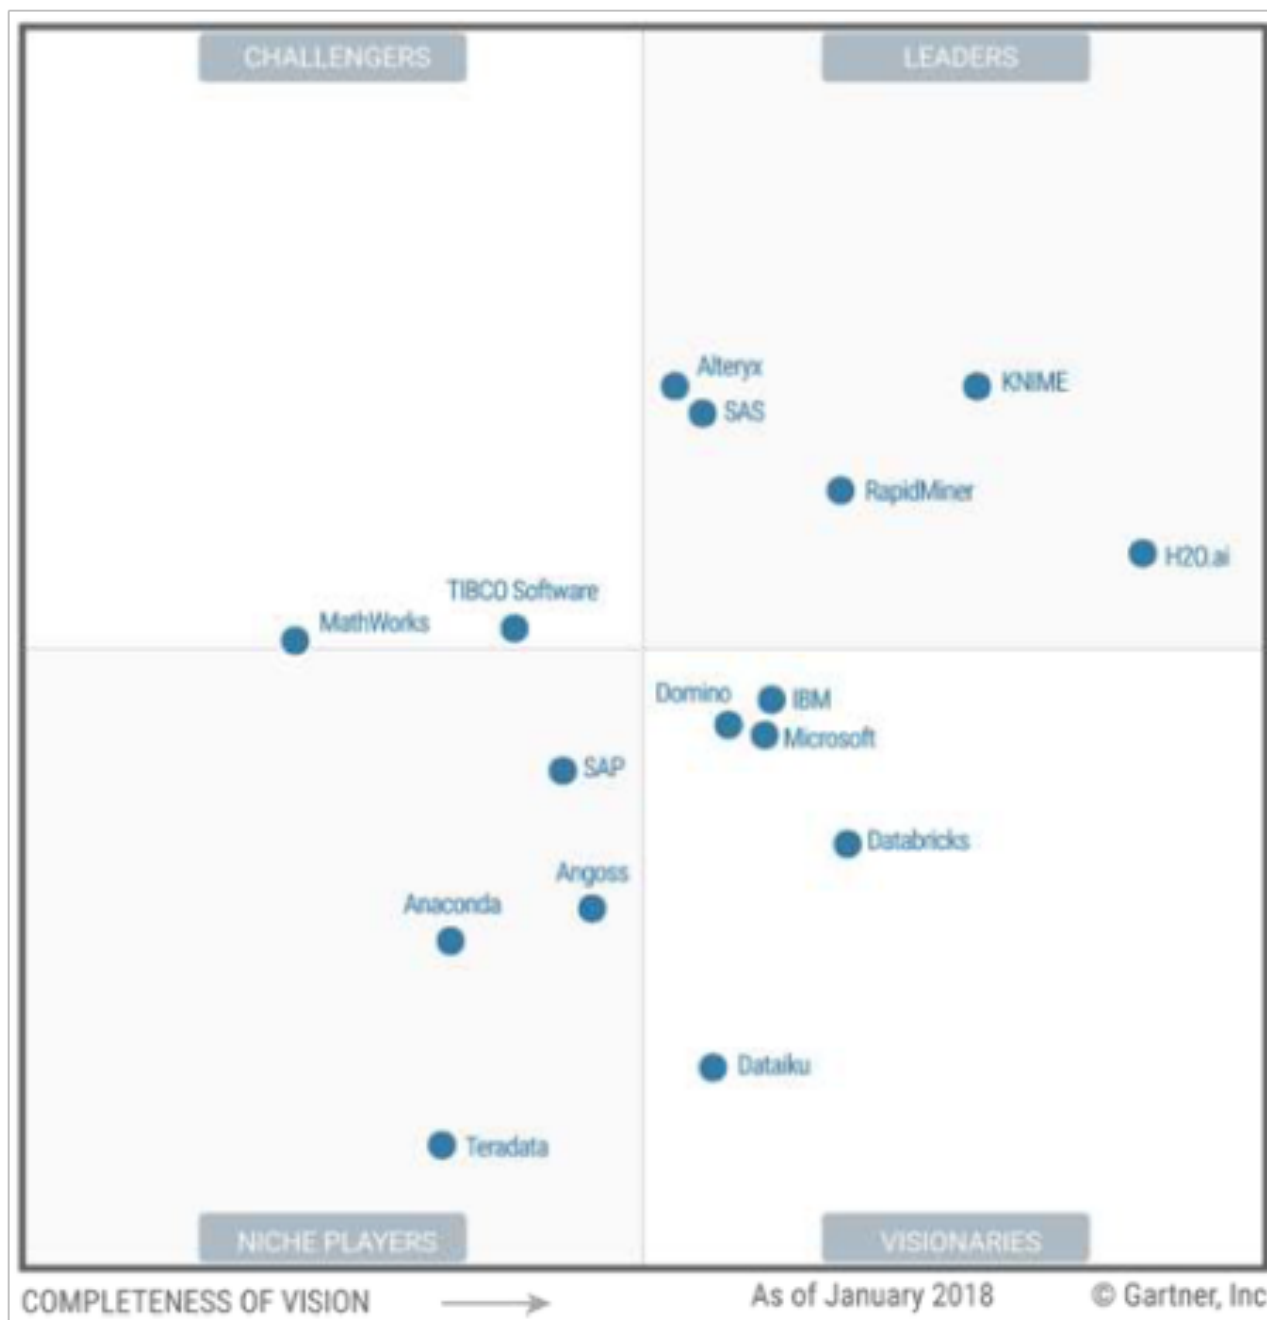 CHALLENGERS
LEADERS
Alteryx
KNIME
SAS
RapidMiner
H2O.ai
TIBCO Software
MathWorks
Domino
IBM
Microsoft
SAP
Databricks
Angoss
Anaconda
Dataiku
Teradata
NICHE PLAYERS
VISIONARIES
COMPLETENESS OF VISION
As of January 2018
© Gartner, Inc